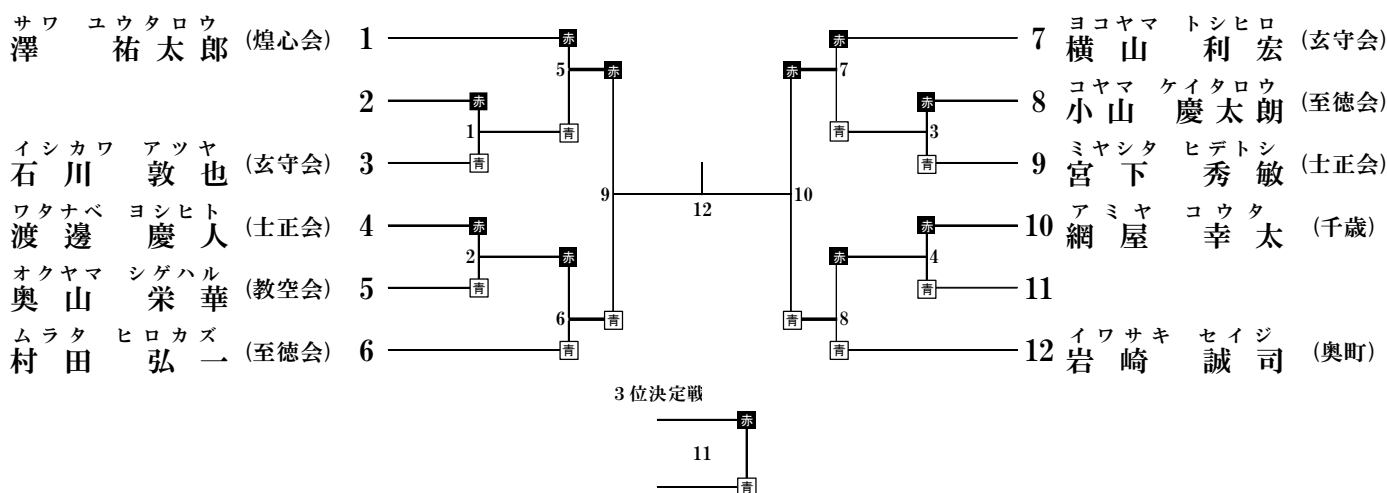 サワ ユウタロウ
澤 祐太郎 (煌心会) 1
2
イシカワ アツヤ
石川 敦也 (玄守会) 3
ワタナベ ヨシヒト
渡邊 慶人 (士正会) 4
オクヤマ シゲハル
奥山 栄華 (教空会) 5
ムラタ ヒロカズ
村田 弘一 (至徳会) 6
赤
5
赤
赤
1
青
青
赤
2
赤
青
6
青
青
9
12
10
赤
赤
7
赤
青
3
青
赤
赤
4
青
青
8
青
ヨコヤマ トシヒロ
7 横山 利宏 (玄守会)
コヤマ ケイタロウ
8 小山 慶太朗 (至徳会)
ミヤシタ ヒデトシ
9 宮下 秀敏 (士正会)
アミヤ コウタ
10 網屋 幸太 (千歳)
11
イワサキ セイジ
12 岩崎 誠司 (奥町)
3位決定戦
赤
11
青